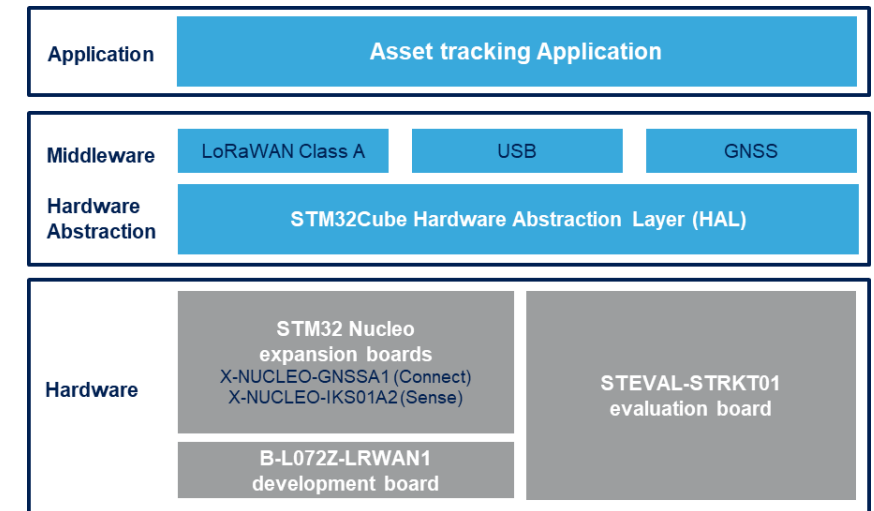 Application
Asset tracking Application
Middleware
LoRaWAN Class A
USB
GNSS
Hardware
Abstraction
STM32Cube Hardware Abstraction Layer (HAL)
Hardware
STM32 Nucleo
expansion boards
X-NUCLEO-GNSSA1 (Connect)
X-NUCLEO-IKS01A2 (Sense)
B-L072Z-LRWAN1
development board
STEVAL-STRKT01
evaluation board